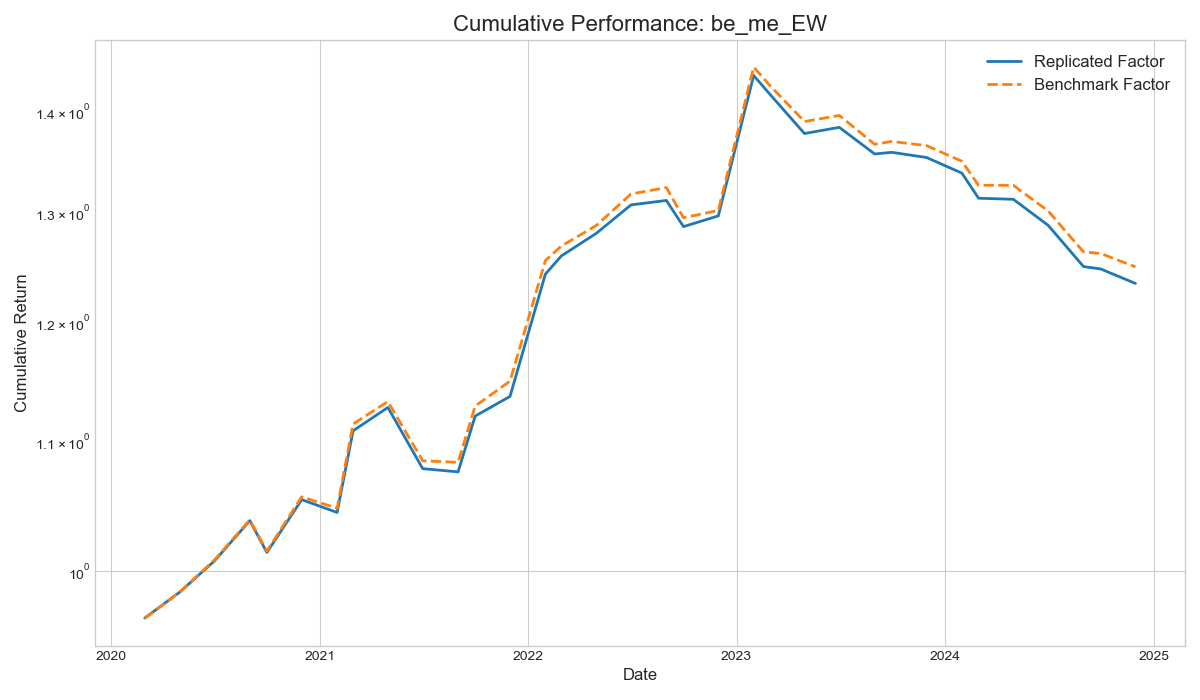 Cumulative Performance: be_me_EW
Replicated Factor
Benchmark Factor
Cumulative Return
1.4 × 10⁰
1.3 × 10⁰
1.2 × 10⁰
1.1 × 10⁰
10⁰
2020 2021 2022 2023 2024 2025
Date